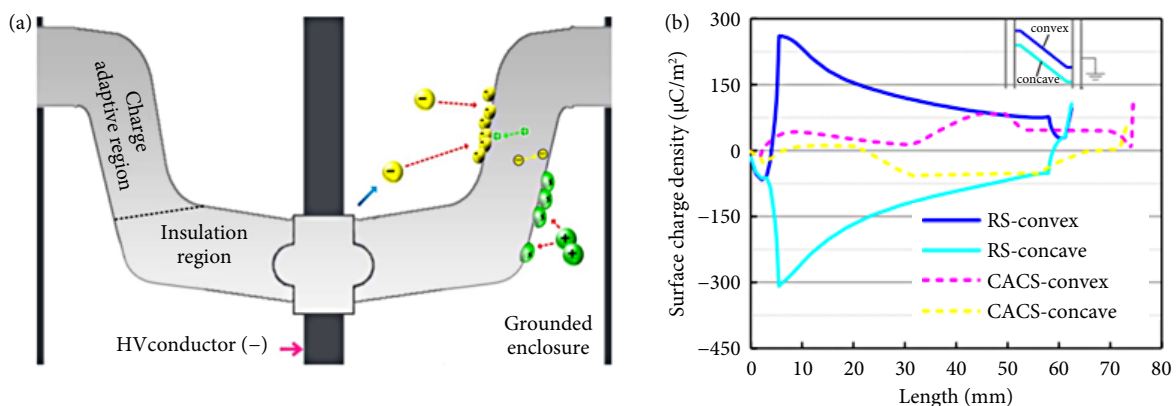 (a)
Charge
adaptive region
Insulation
region
HVconductor (−)
Grounded
enclosure
− − − −
+ +
(b)
Surface charge density (μC/m²)
300
150
0
−150
−300
−450
0 10 20 30 40 50 60 70 80
Length (mm)
convex
concave
RS-convex
RS-concave
CACS-convex
CACS-concave